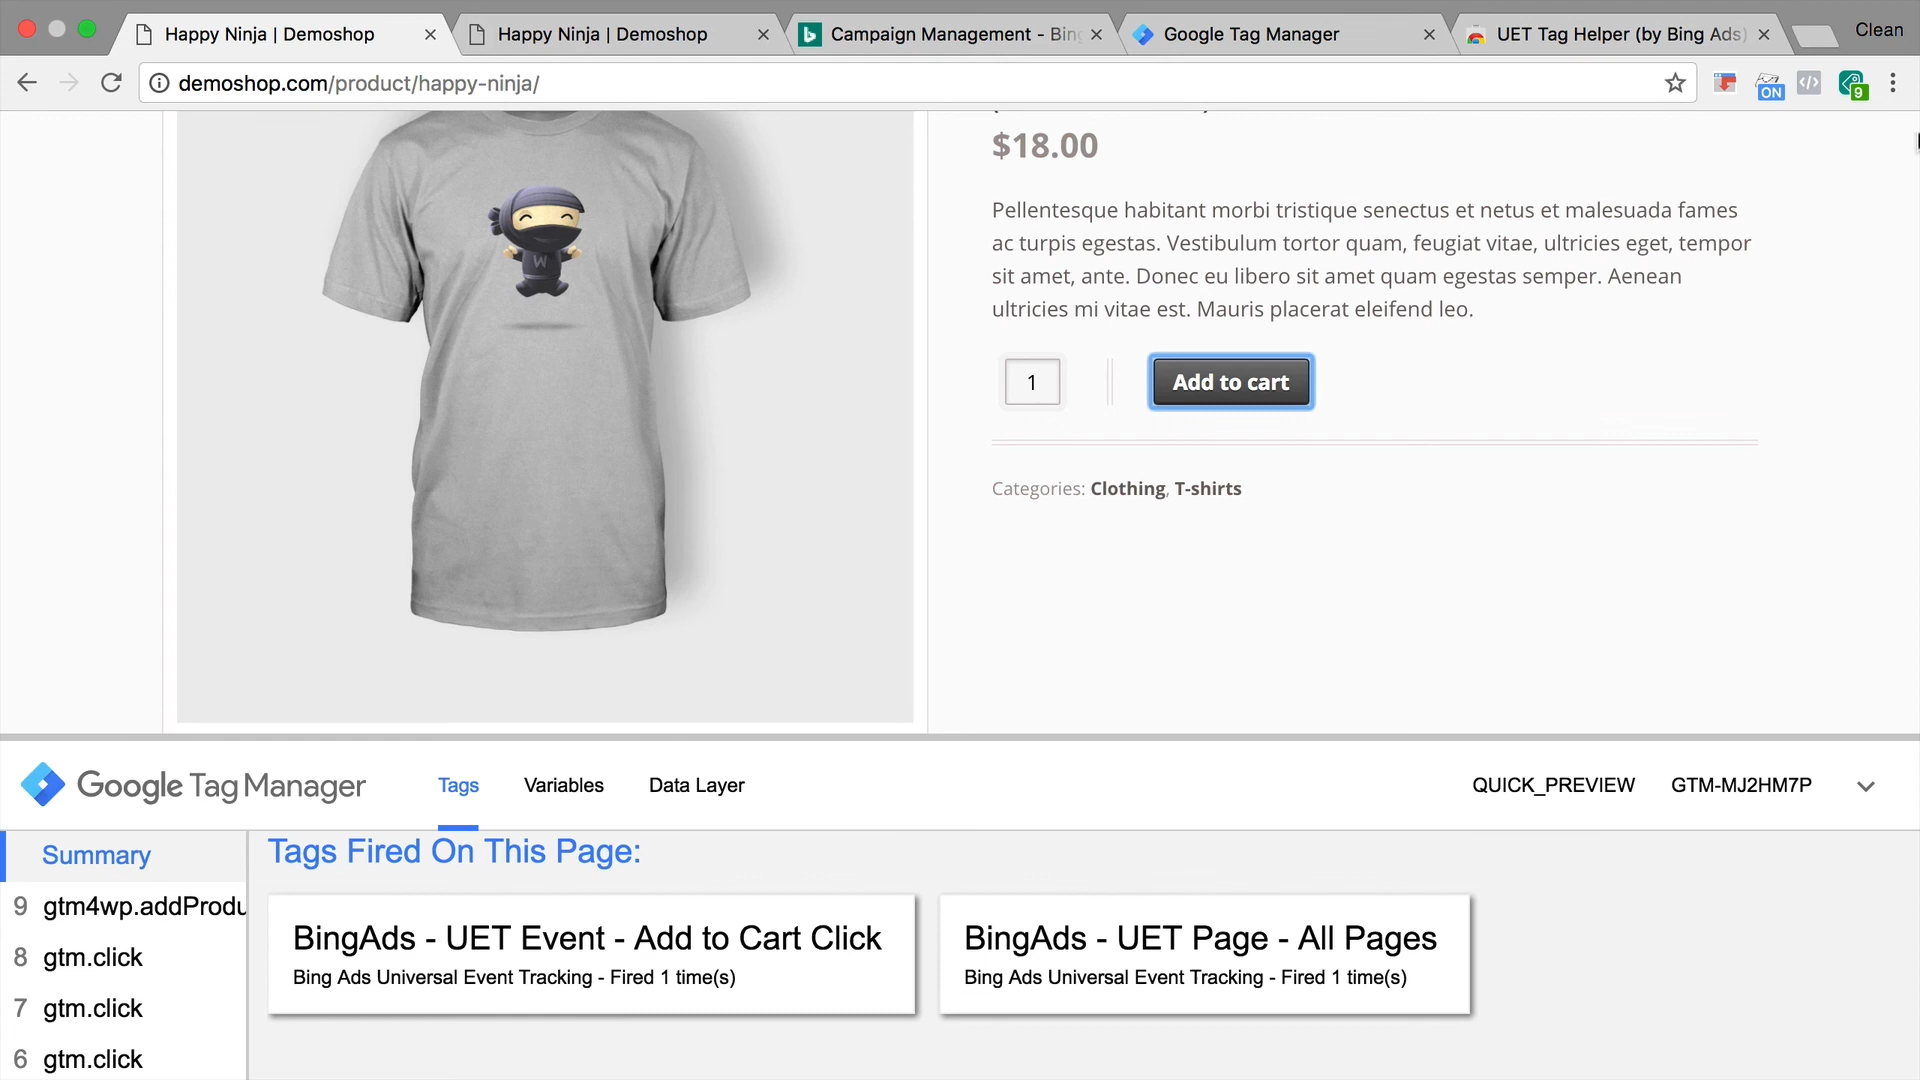 Happy Ninja | Demoshop
Happy Ninja | Demoshop
Campaign Management - Bing
Google Tag Manager
UET Tag Helper (by Bing Ads)
Clean
demoshop.com/product/happy-ninja/
ON
9
$18.00
W
Pellentesque habitant morbi tristique senectus et netus et malesuada fames
ac turpis egestas. Vestibulum tortor quam, feugiat vitae, ultricies eget, tempor
sit amet, ante. Donec eu libero sit amet quam egestas semper. Aenean
ultricies mi vitae est. Mauris placerat eleifend leo.
1
Add to cart
Categories: Clothing, T-shirts
Google Tag Manager
Tags
Variables
Data Layer
QUICK_PREVIEW
GTM-MJ2HM7P
Summary
9 gtm4wp.addProdu
8 gtm.click
7 gtm.click
6 gtm.click
Tags Fired On This Page:
BingAds - UET Event - Add to Cart Click
Bing Ads Universal Event Tracking - Fired 1 time(s)
BingAds - UET Page - All Pages
Bing Ads Universal Event Tracking - Fired 1 time(s)